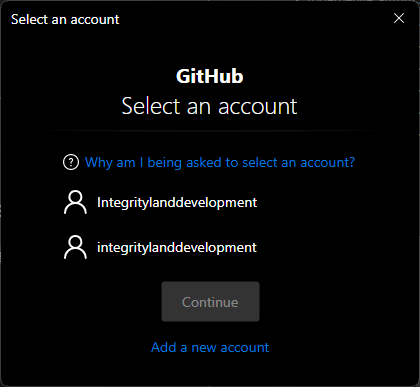 Select an account
GitHub
Select an account
Why am I being asked to select an account?
Integritylanddevelopment
integritylanddevelopment
Continue
Add a new account